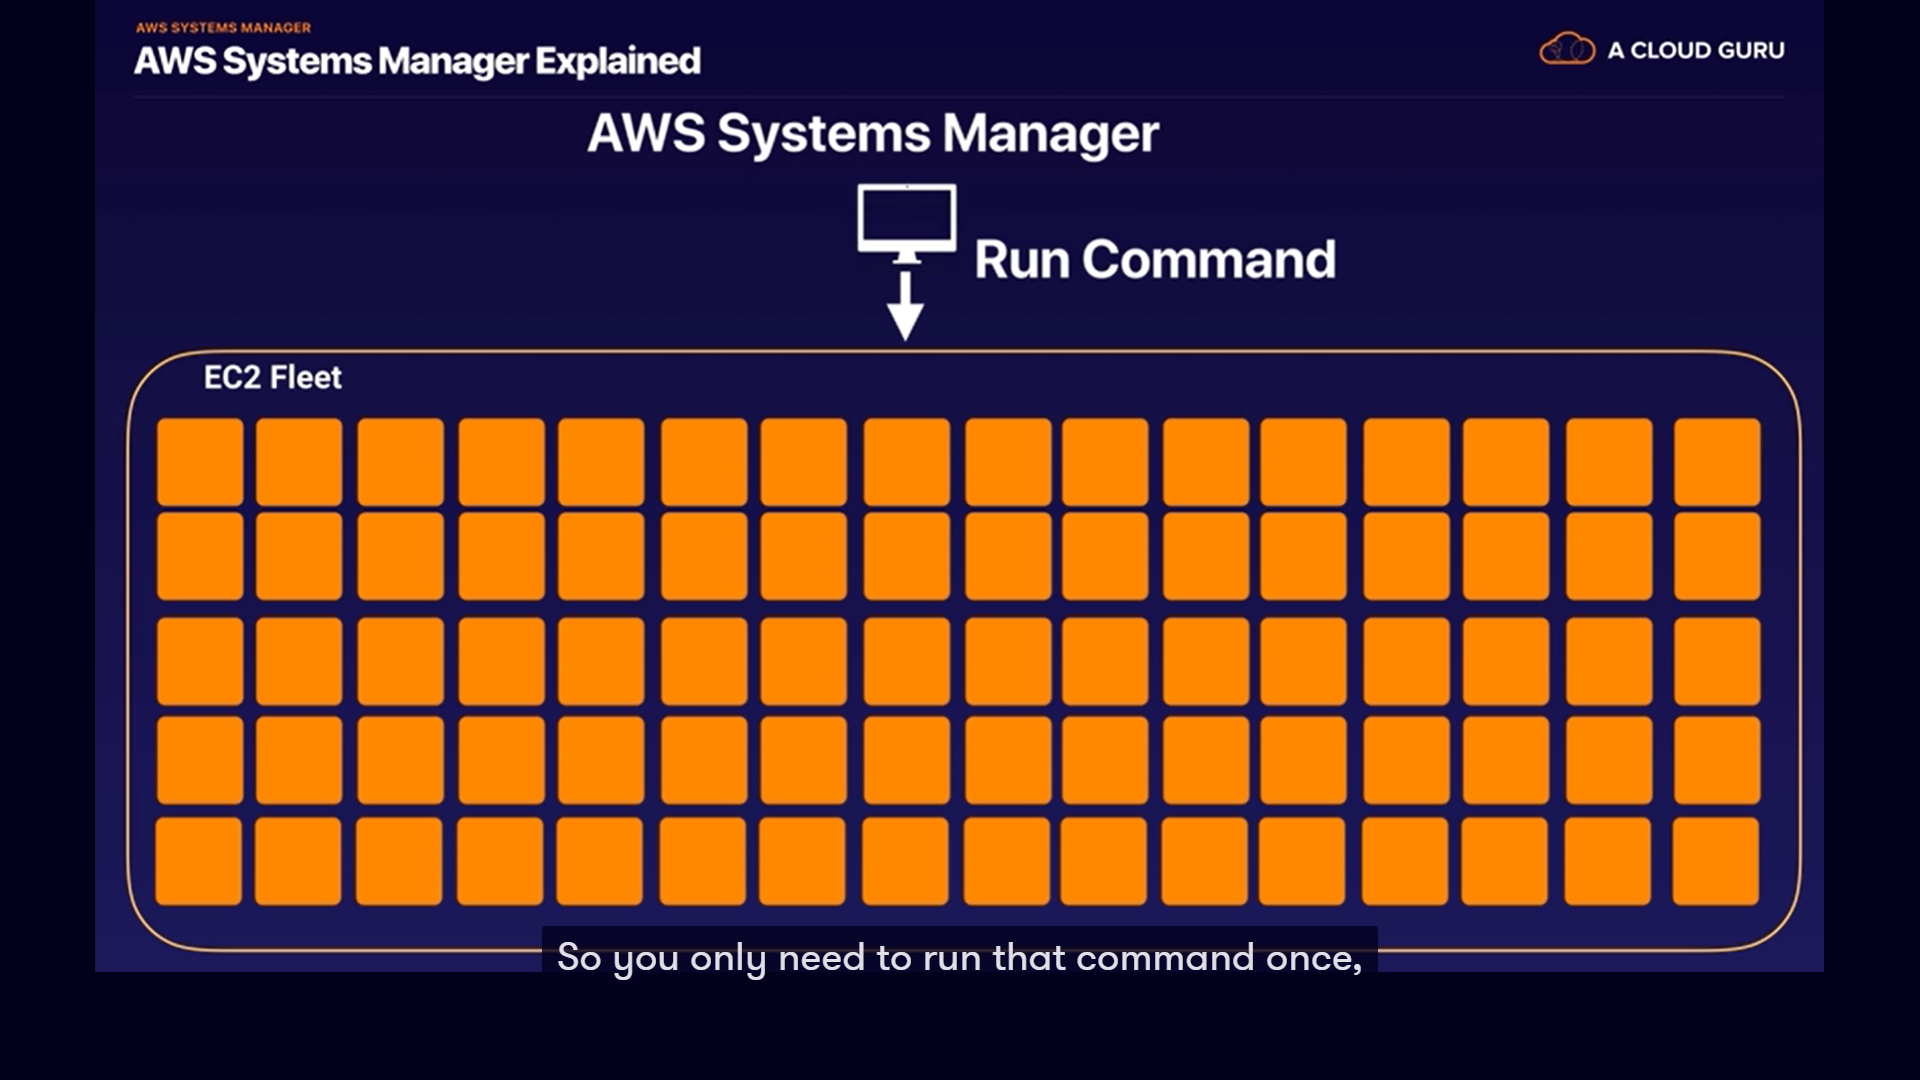 AWS SYSTEMS MANAGER
AWS Systems Manager Explained
A CLOUD GURU
AWS Systems Manager
Run Command
EC2 Fleet
So you only need to run that command once,